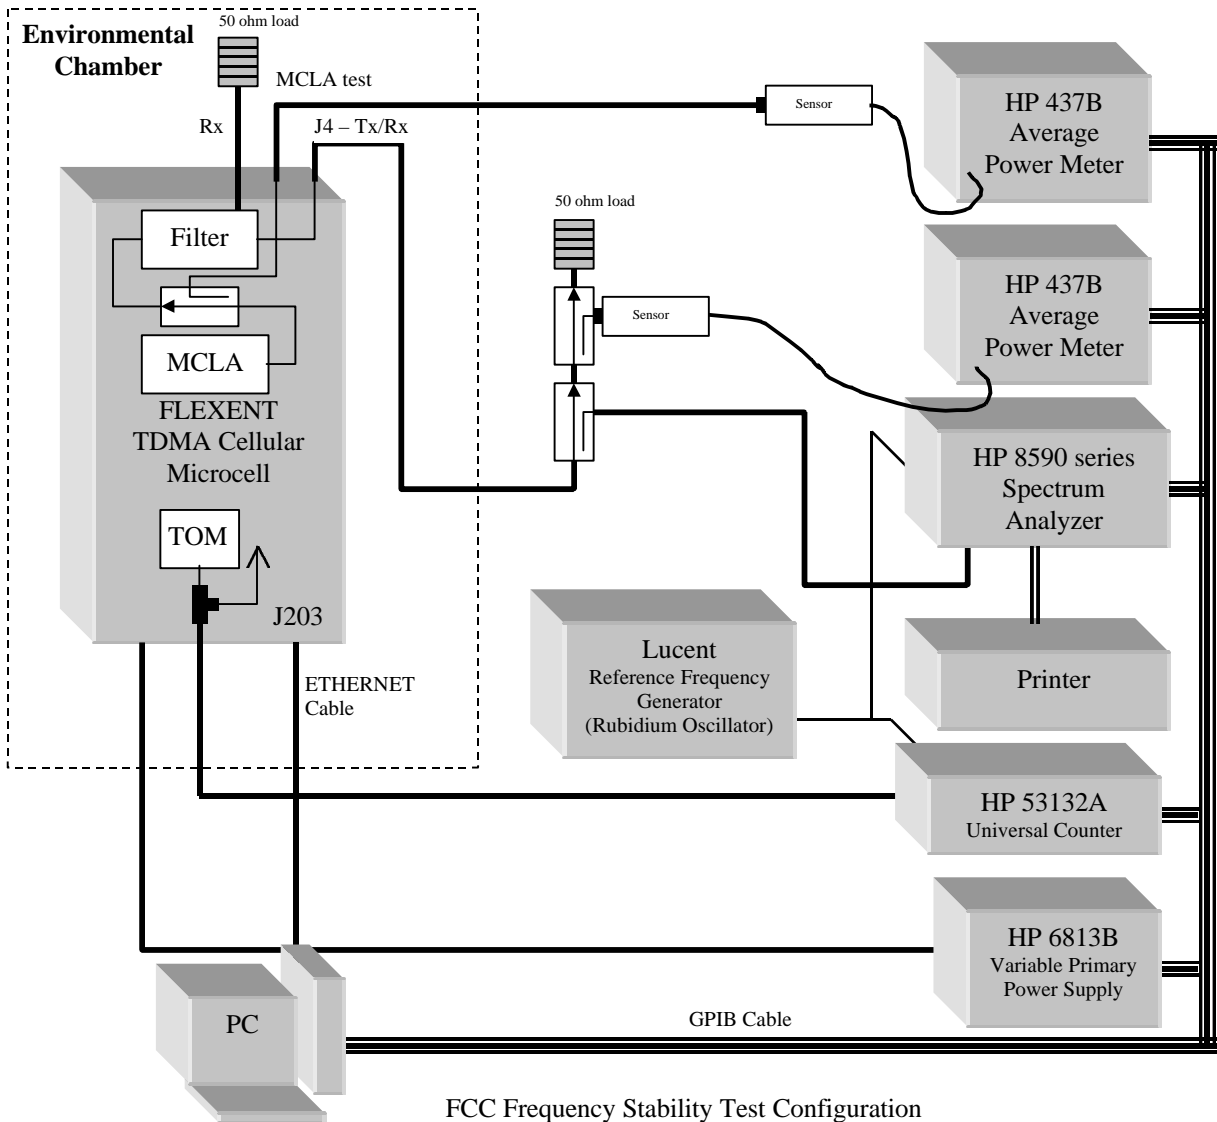 50 ohm load
Environmental
Chamber
MCLA test
Rx
J4 – Tx/Rx
Sensor
HP 437B
Average
Power Meter
Filter
50 ohm load
Sensor
HP 437B
Average
Power Meter
MCLA
FLEXENT
TDMA Cellular
Microcell
HP 8590 series
Spectrum
Analyzer
TOM
J203
Lucent
Reference Frequency
Generator
(Rubidium Oscillator)
Printer
ETHERNET
Cable
HP 53132A
Universal Counter
HP 6813B
Variable Primary
Power Supply
PC
GPIB Cable
FCC Frequency Stability Test Configuration